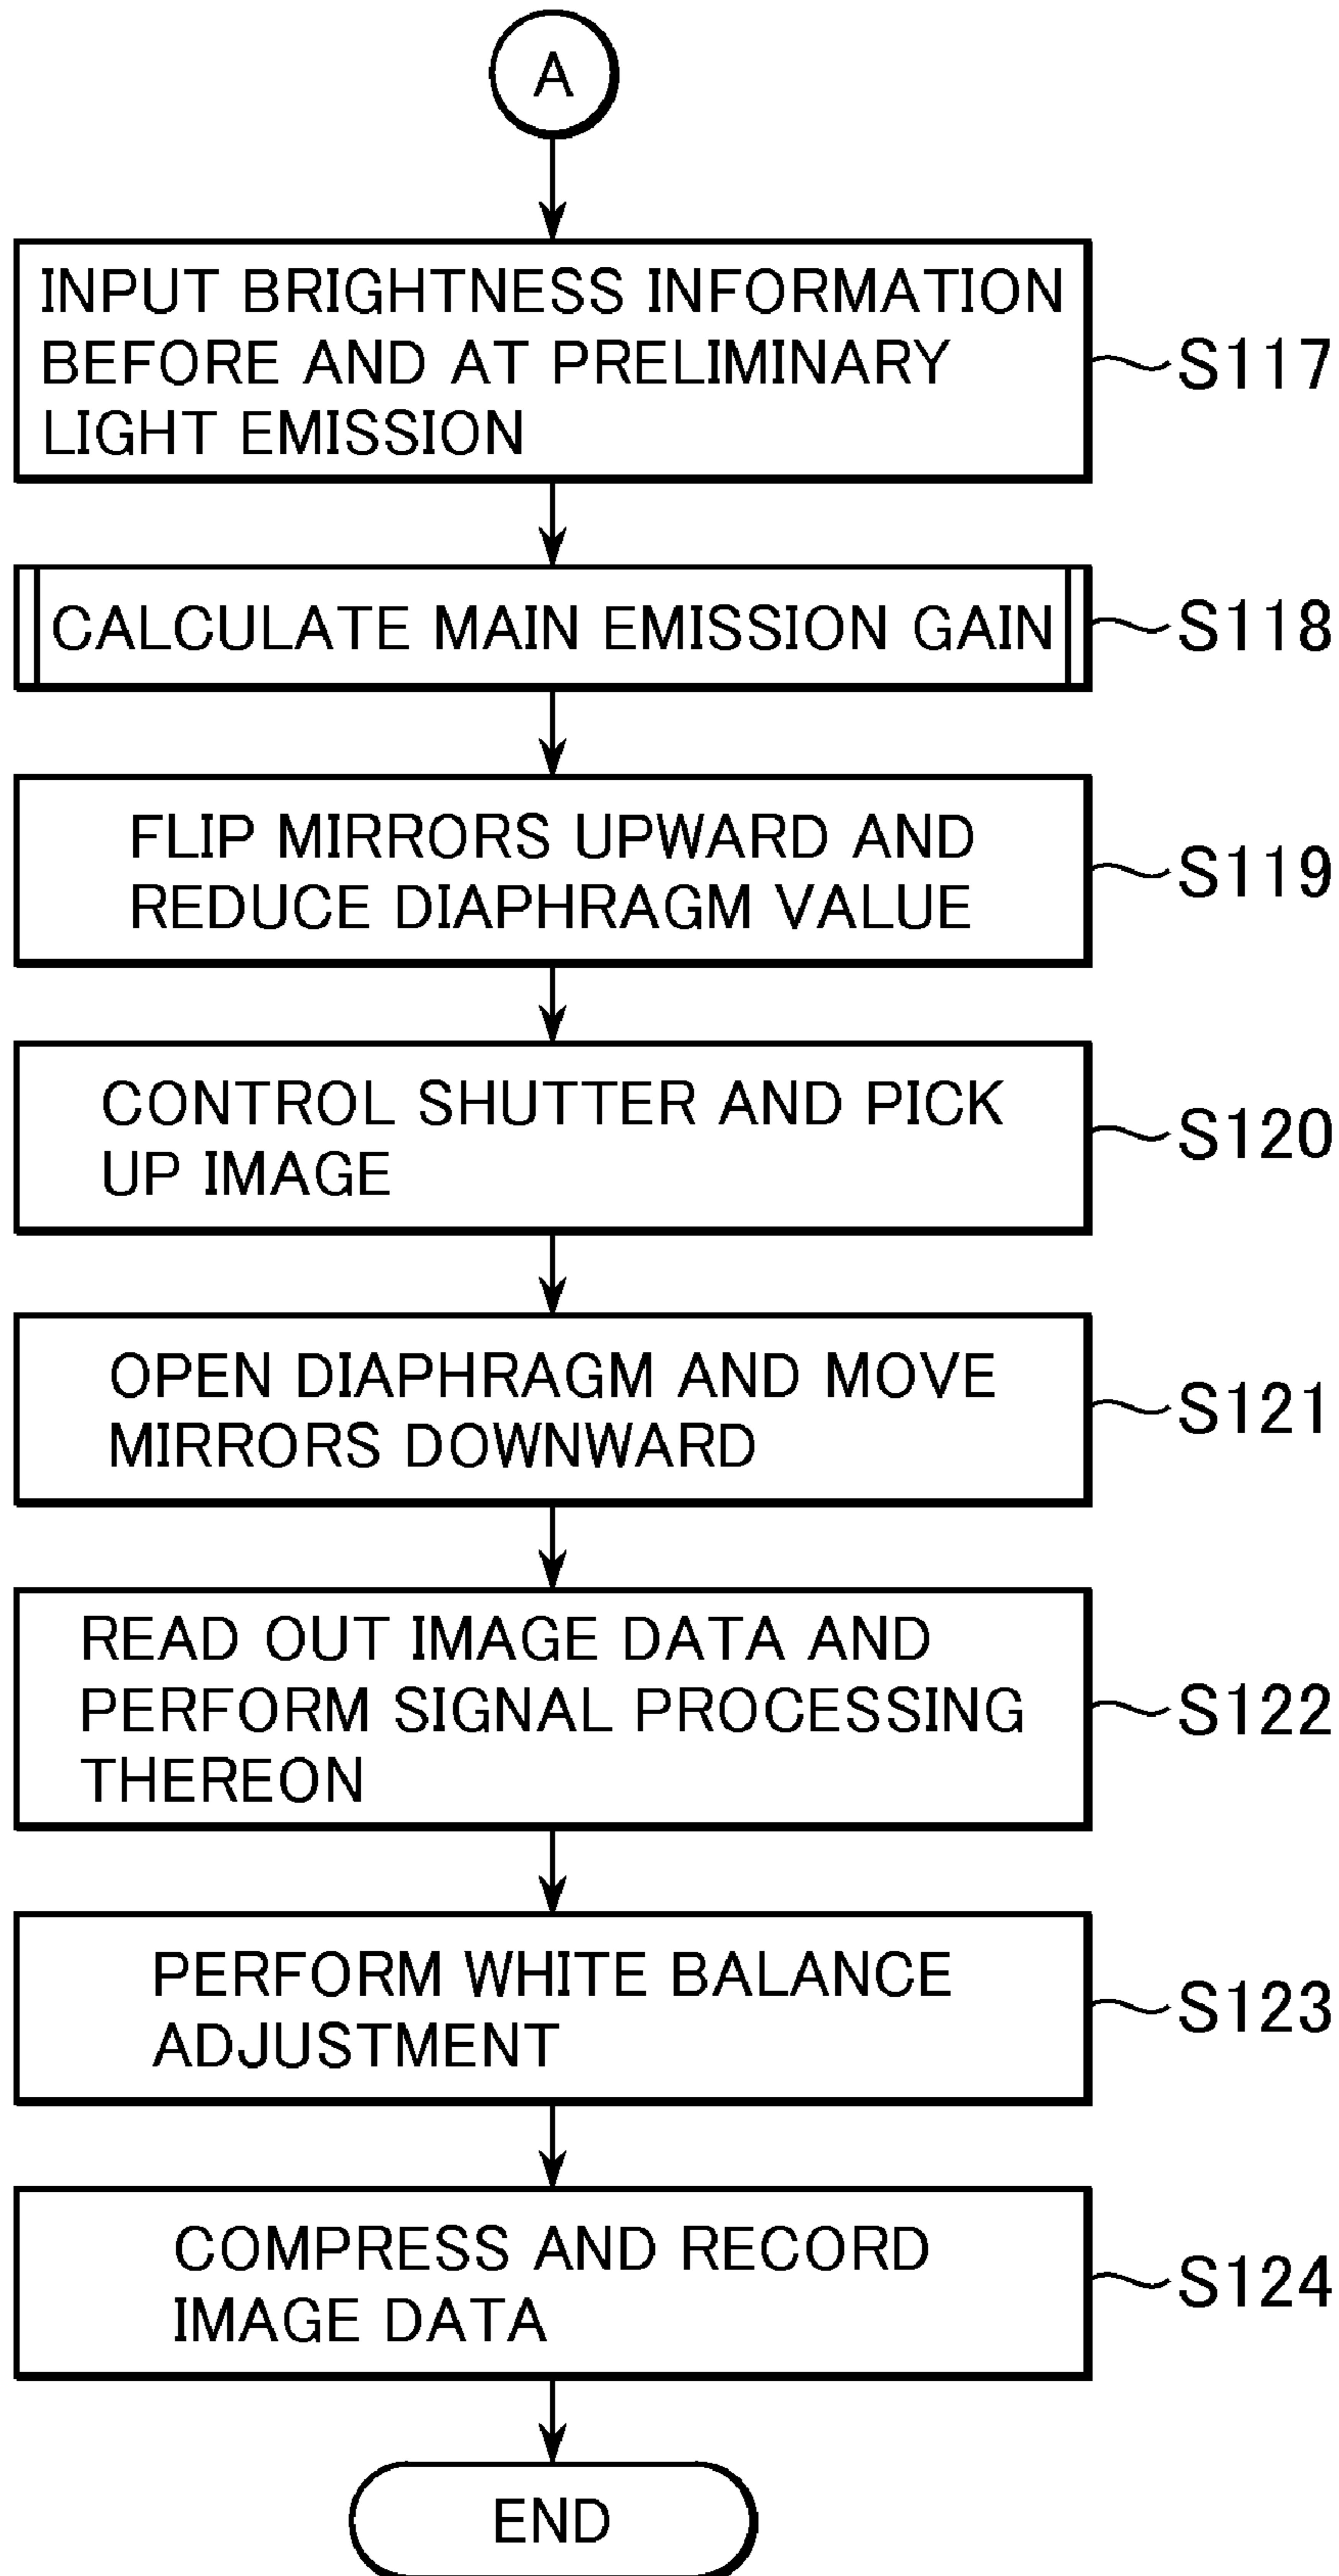 A
INPUT BRIGHTNESS INFORMATION
BEFORE AND AT PRELIMINARY
LIGHT EMISSION
S117
CALCULATE MAIN EMISSION GAIN
S118
FLIP MIRRORS UPWARD AND
REDUCE DIAPHRAGM VALUE
S119
CONTROL SHUTTER AND PICK
UP IMAGE
S120
OPEN DIAPHRAGM AND MOVE
MIRRORS DOWNWARD
S121
READ OUT IMAGE DATA AND
PERFORM SIGNAL PROCESSING
THEREON
S122
PERFORM WHITE BALANCE
ADJUSTMENT
S123
COMPRESS AND RECORD
IMAGE DATA
S124
END